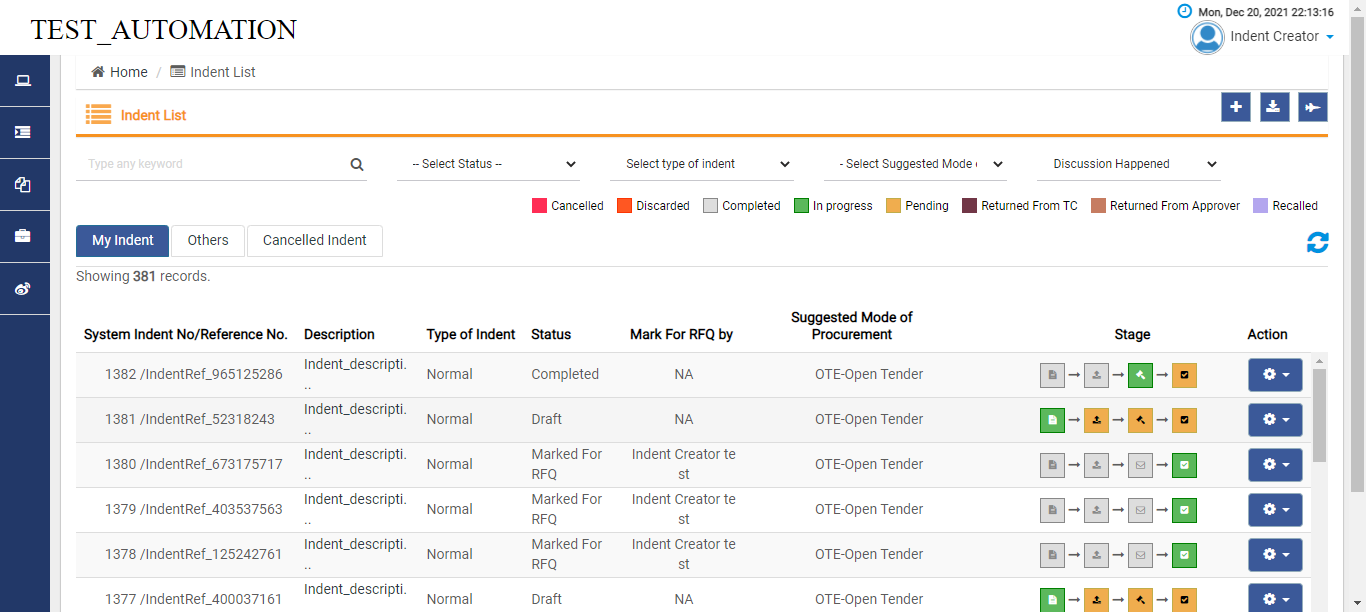 TEST_AUTOMATION
Mon, Dec 20, 2021 22:13:16
Indent Creator
Home / Indent List
Indent List
Type any keyword
-- Select Status --
Select type of indent
- Select Suggested Mode
Discussion Happened
Cancelled Discarded Completed In progress Pending Returned From TC Returned From Approver Recalled
My Indent Others Cancelled Indent
Showing 381 records.
System Indent No/Reference No. Description Type of Indent Status Mark For RFQ by Suggested Mode of Procurement Stage Action
1382 /IndentRef_965125286 Indent_descripti... Normal Completed NA OTE-Open Tender
1381 /IndentRef_52318243 Indent_descripti... Normal Draft NA OTE-Open Tender
1380 /IndentRef_673175717 Indent_descripti... Normal Marked For RFQ Indent Creator test OTE-Open Tender
1379 /IndentRef_403537563 Indent_descripti... Normal Marked For RFQ Indent Creator test OTE-Open Tender
1378 /IndentRef_125242761 Indent_descripti... Normal Marked For RFQ Indent Creator test OTE-Open Tender
1377 /IndentRef_400037161 Indent_descripti. Normal Draft NA OTE-Open Tender